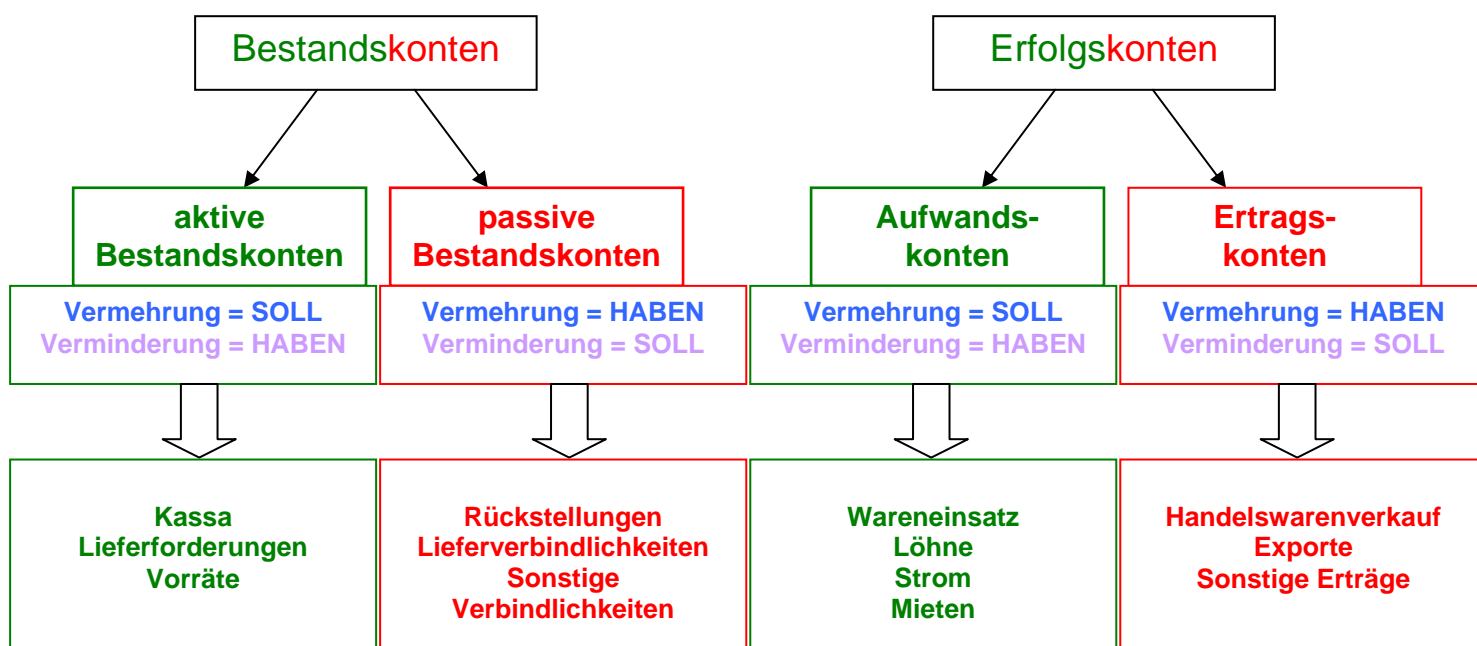 Bestandskonten
Erfolgskonten
aktive
Bestandskonten
passive
Bestandskonten
Aufwands-
konten
Ertrags-
konten
Vermehrung = SOLL
Verminderung = HABEN
Vermehrung = HABEN
Verminderung = SOLL
Vermehrung = SOLL
Verminderung = HABEN
Vermehrung = HABEN
Verminderung = SOLL
Kassa
Lieferforderungen
Vorräte
Rückstellungen
Lieferverbindlichkeiten
Sonstige
Verbindlichkeiten
Wareneinsatz
Löhne
Strom
Mieten
Handelswarenverkauf
Exporte
Sonstige Erträge